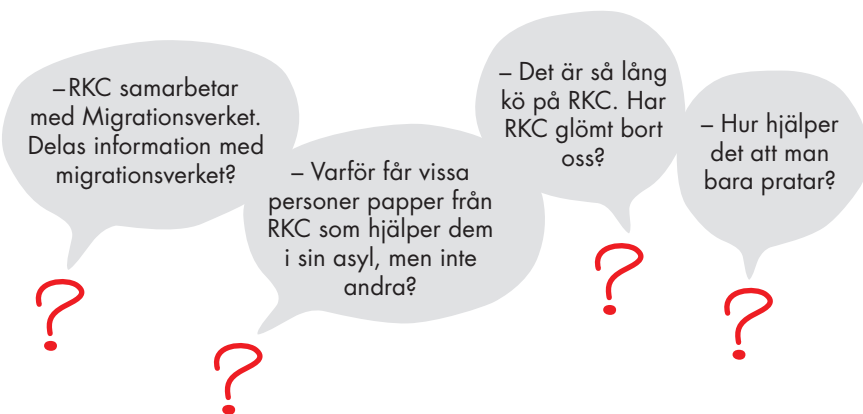 –RKC samarbetar
med Migrationsverket.
Delas information med
migrationsverket?
– Varför får vissa
personer papper från
RKC som hjälper dem
i sin asyl, men inte
andra?
– Det är så lång
kö på RKC. Har
RKC glömt bort
oss?
– Hur hjälper
det att man
bara pratar?
?
?
?
?